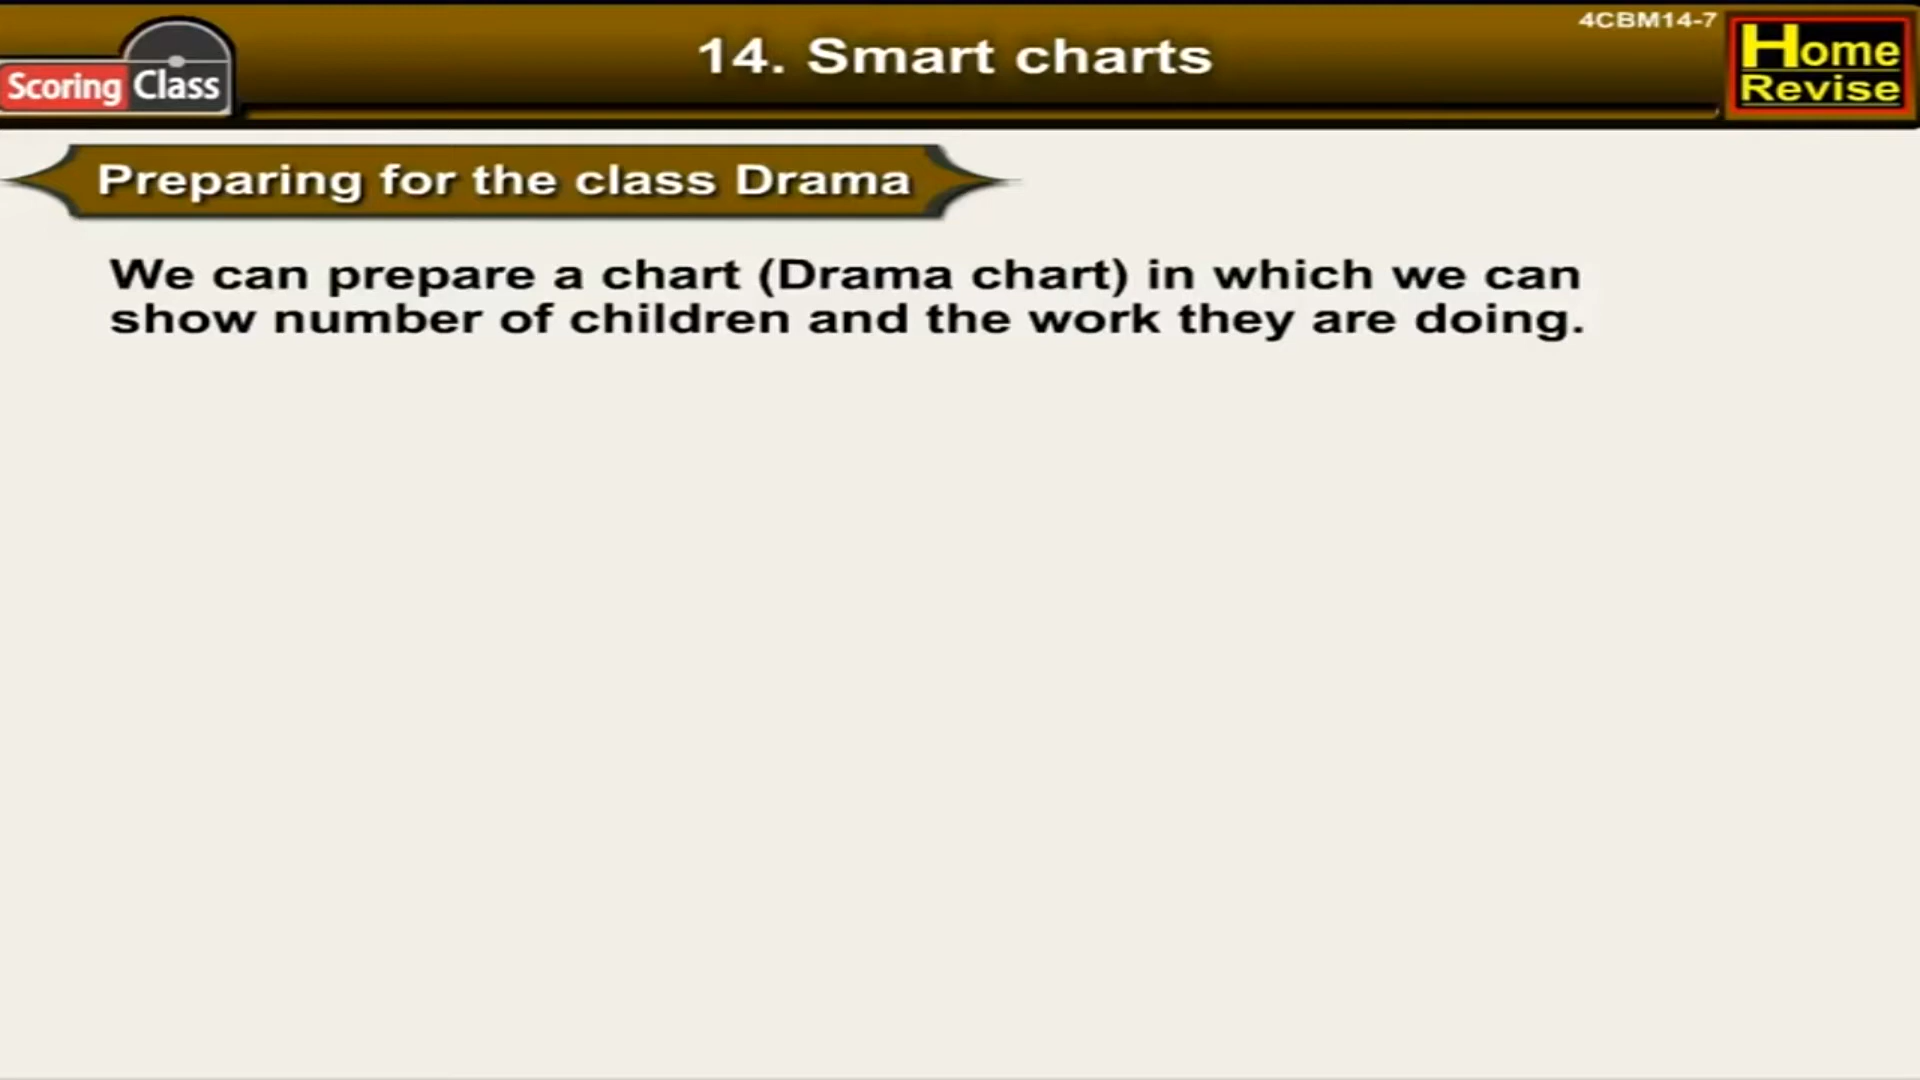 4CBM14-7
14. Smart charts
Home
Revise
Scoring Class
Preparing for the class Drama
We can prepare a chart (Drama chart) in which we can
show number of children and the work they are doing.